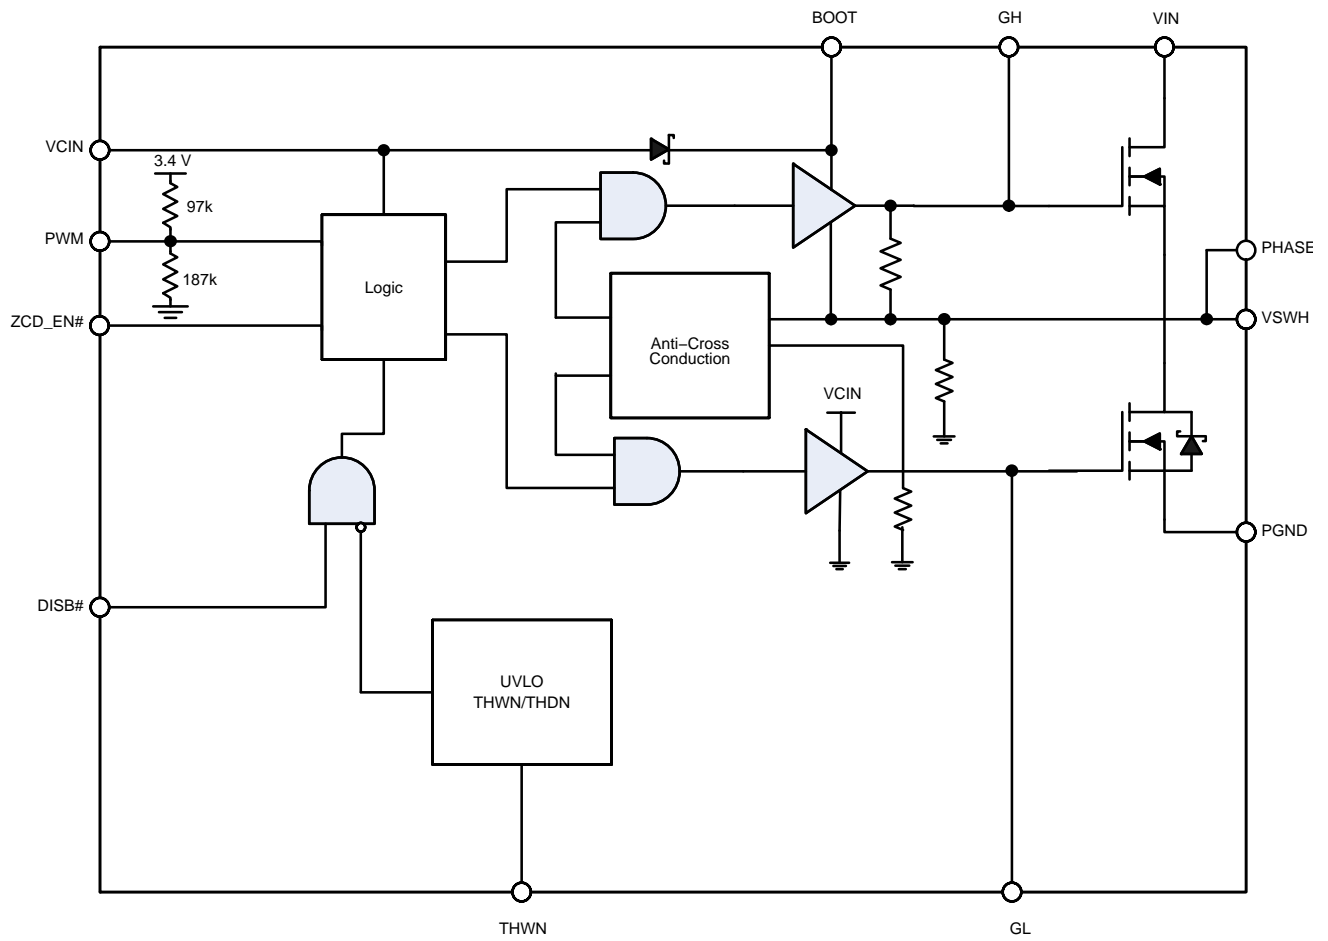 BOOT
GH
VIN
VCIN
3.4 V
97k
PWM
187k
ZCD_EN#
Logic
PHASE
VSWH
Anti–Cross
Conduction
VCIN
PGND
DISB#
UVLO
THWN/THDN
THWN
GL